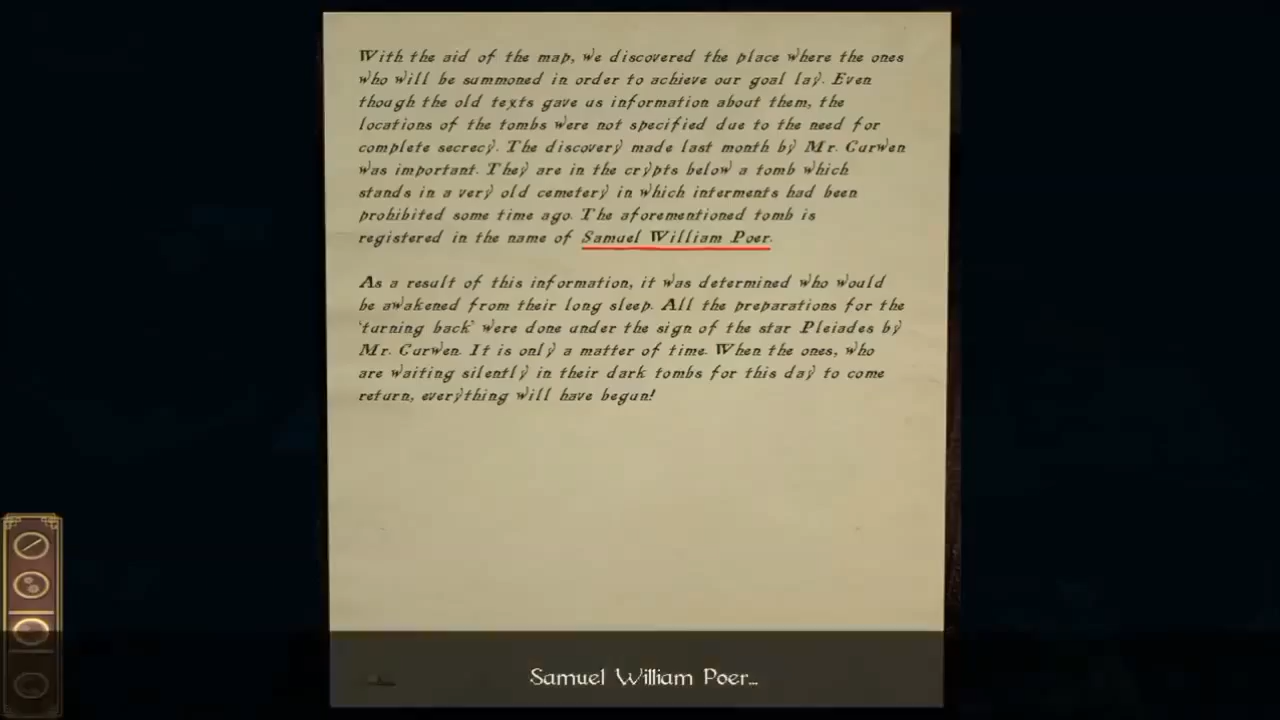 With the aid of the map, we discovered the place where the ones
who will be summoned in order to achieve our goal lay. Even
though the old texts gave us information about them, the
locations of the tombs were not specified due to the need for
complete secrecy. The discovery made last month by Mr. Curwen
was important. They are in the crypts below a tomb which
stands in a very old cemetery in which interments had been
prohibited some time ago. The aforementioned tomb is
registered in the name of Samuel William Poer.
As a result of this information, it was determined who would
be awakened from their long sleep. All the preparations for the
'turning back' were done under the sign of the star Pleiades by
Mr. Curwen. It is only a matter of time. When the ones, who
are waiting silently in their dark tombs for this day to come
return, everything will have begun!
Samuel William Poer...